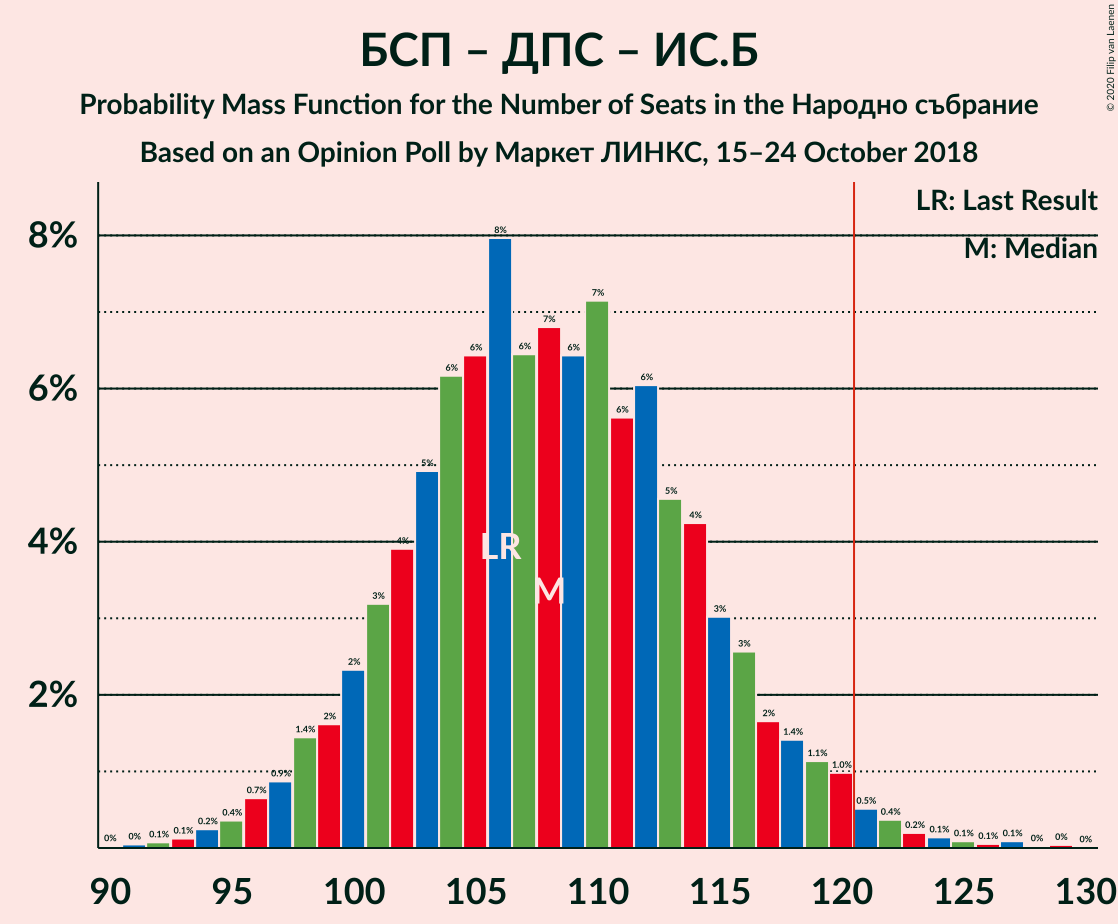 БСП – ДПС – ИС.Б
Probability Mass Function for the Number of Seats in the Народно събрание
Based on an Opinion Poll by Маркет ЛИНКС, 15–24 October 2018
© 2020 Filip van Laenen
LR: Last Result
M: Median
8%
6%
4%
2%
0% 0% 0.1% 0.1% 0.2% 0.4% 0.7% 0.9% 1.4% 2% 2% 3% 4% 5% 6% 6% 8% 6% 7% 6% 7% 6% 6% 5% 4% 3% 3% 2% 1.4% 1.1% 1.0% 0.5% 0.4% 0.2% 0.1% 0.1% 0.1% 0.1% 0% 0% 0%
LR
M
90 95 100 105 110 115 120 125 130